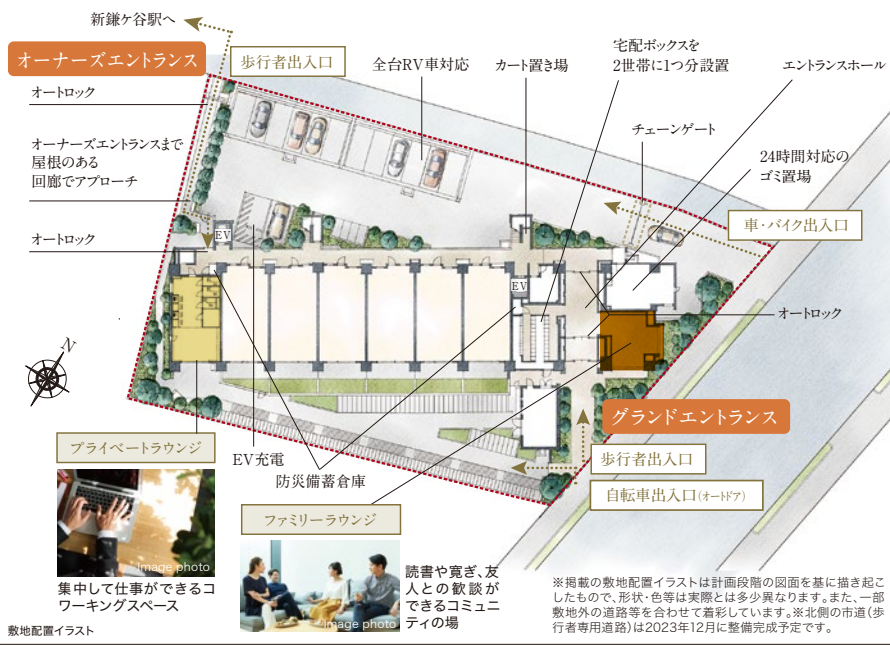 新鎌ケ谷駅へ
オーナーズエントランス
歩行者出入口
全台RV車対応
カート置き場
宅配ボックスを
2世帯に1つ分設置
エントランスホール
オートロック
チェーンゲート
オーナーズエントランスまで
屋根のある
回廊でアプローチ
24時間対応の
ゴミ置場
車・バイク出入口
オートロック
EV
EV
オートロック
N
グランドエントランス
プライベートラウンジ
EV充電
防災備蓄倉庫
歩行者出入口
自転車出入口(オートドア)
ファミリーラウンジ
Image photo
集中して仕事ができるコ
ワーキングスペース
Image photo
読書や寛ぎ、友
人との歓談が
できるコミュニ
ティの場
※掲載の敷地配置イラストは計画段階の図面を基に描き起こ
したもので、形状・色等は実際とは多少異なります。また、一部
敷地外の道路等を合わせて着彩しています。※北側の市道(歩
行者専用道路)は2023年12月に整備完成予定です。
敷地配置イラスト